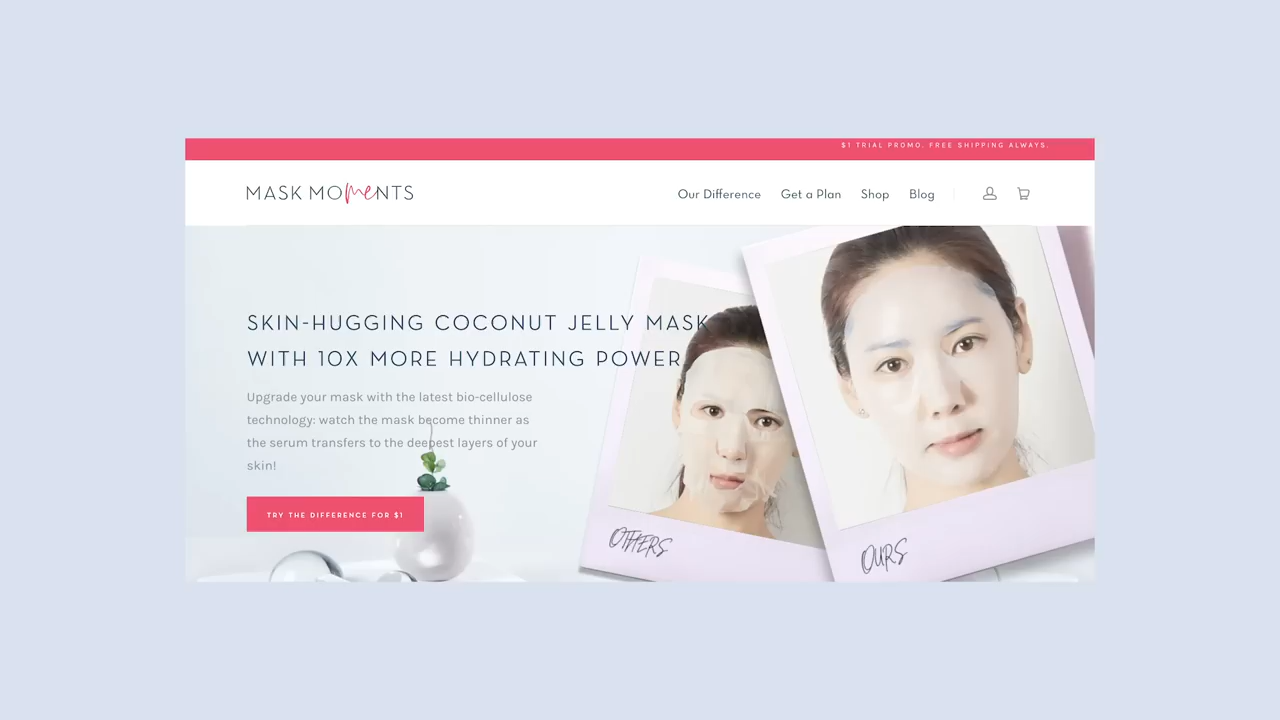 $1 TRIAL PROMO. FREE SHIPPING ALWAYS.
MASK MOMENTS
Our Difference
Get a Plan
Shop
Blog
SKIN-HUGGING COCONUT JELLY MASK
WITH 10X MORE HYDRATING POWER
Upgrade your mask with the latest bio-cellulose
technology: watch the mask become thinner as
the serum transfers to the deepest layers of your
skin!
TRY THE DIFFERENCE FOR $1
OTHERS
OURS